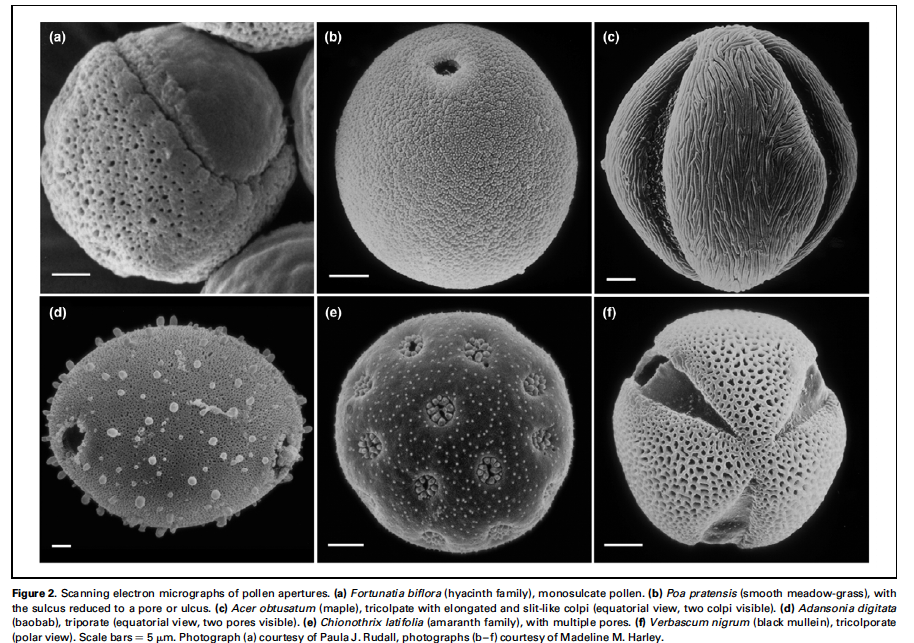 (a)
(b)
(c)
(d)
(e)
(f)
Figure 2. Scanning electron micrographs of pollen apertures. (a) Fortunatia biflora (hyacinth family), monosulcate pollen. (b) Poa pratensis (smooth meadow-grass), with
the sulcus reduced to a pore or ulcus. (c) Acer obtusatum (maple), tricolpate with elongated and slit-like colpi (equatorial view, two colpi visible). (d) Adansonia digitata
(baobab), triporate (equatorial view, two pores visible). (e) Chionothrix latifolia (amaranth family), with multiple pores. (f) Verbascum nigrum (black mullein), tricolporate
(polar view). Scale bars = 5 μm. Photograph (a) courtesy of Paula J. Rudall, photographs (b–f) courtesy of Madeline M. Harley.